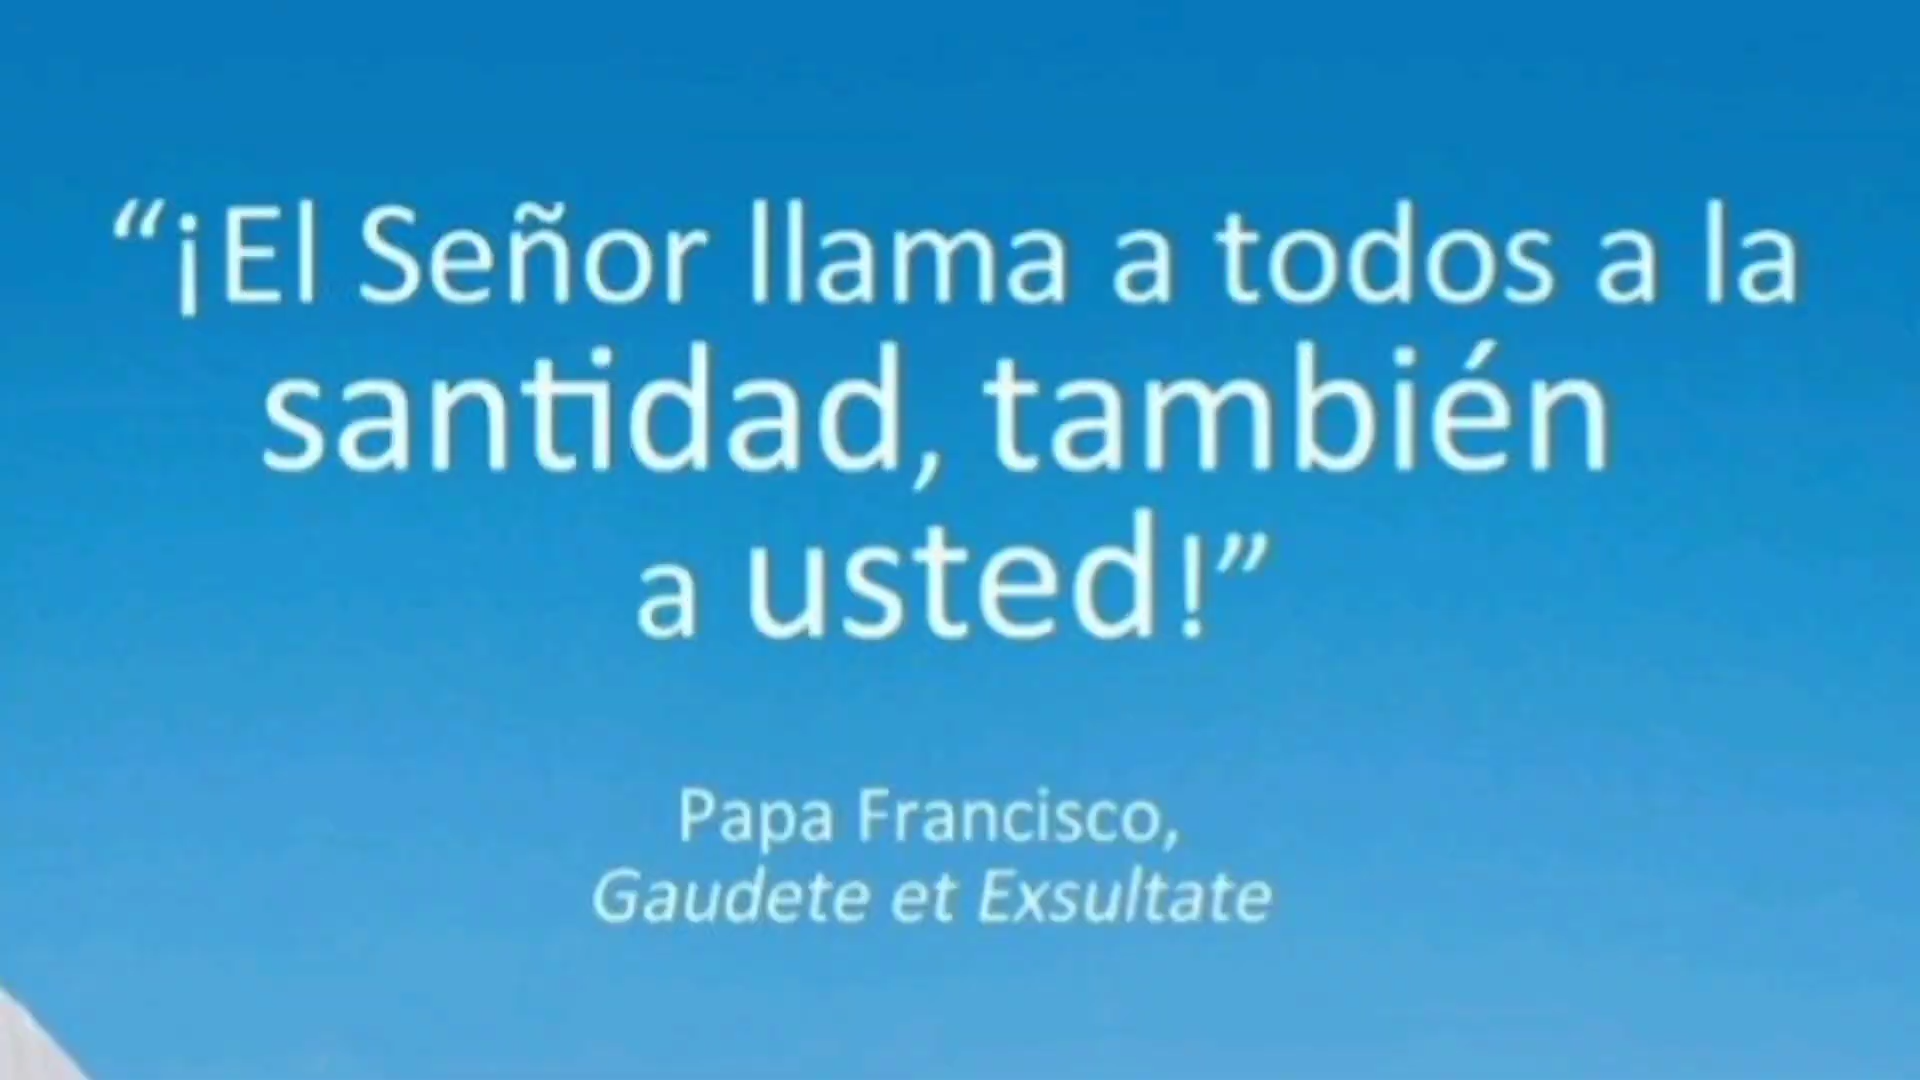 “¡El Señor llama a todos a la
santidad, también
a usted!”
Papa Francisco,
Gaudete et Exsultate